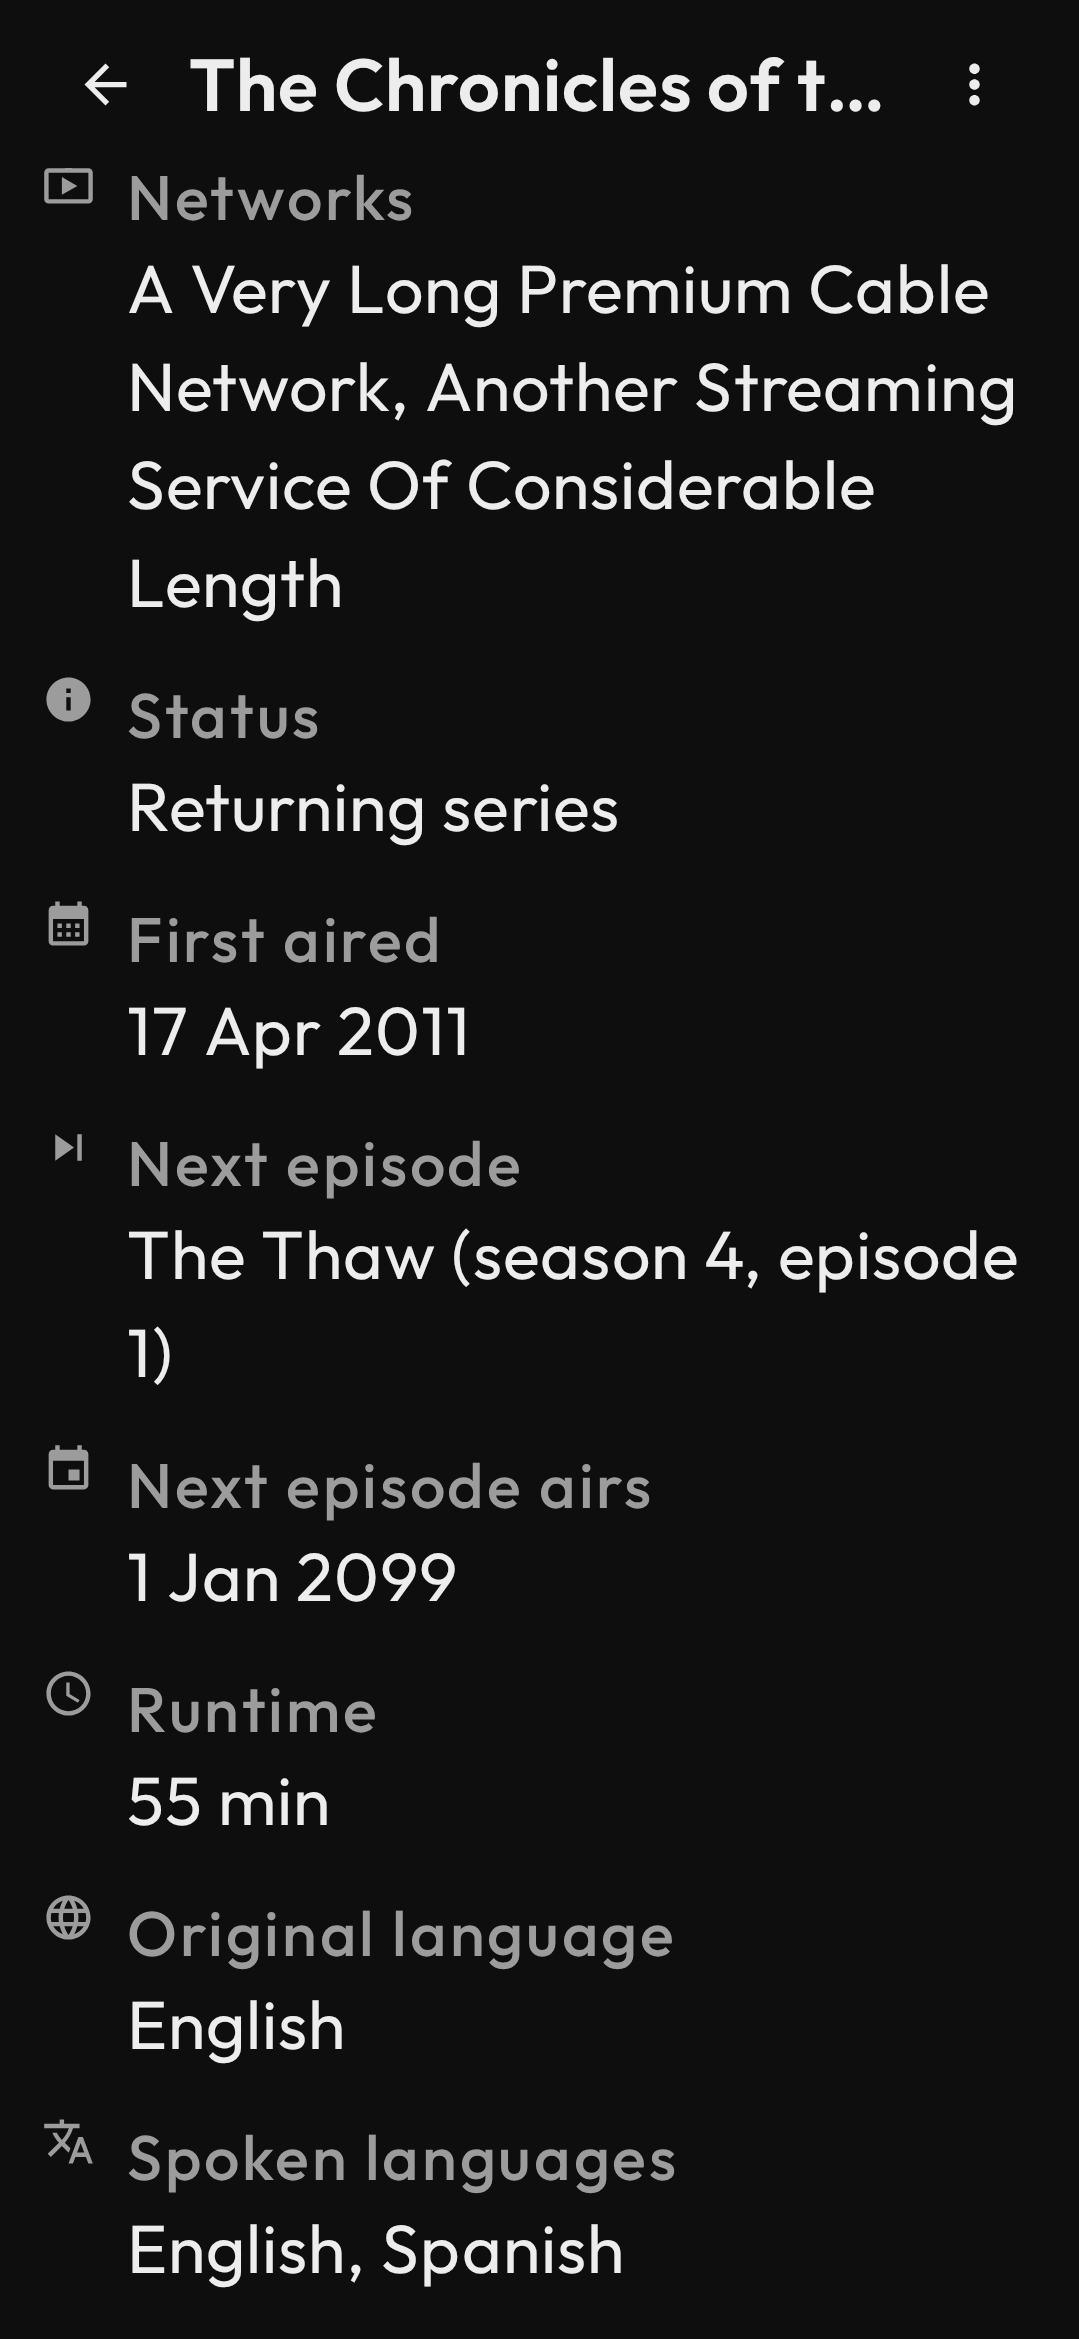 The Chronicles of t...
Networks
A Very Long Premium Cable
Network, Another Streaming
Service Of Considerable
Length
Status
Returning series
First aired
17 Apr 2011
Next episode
The Thaw (season 4, episode
1)
Next episode airs
1 Jan 2099
Runtime
55 min
Original language
English
Spoken languages
English, Spanish